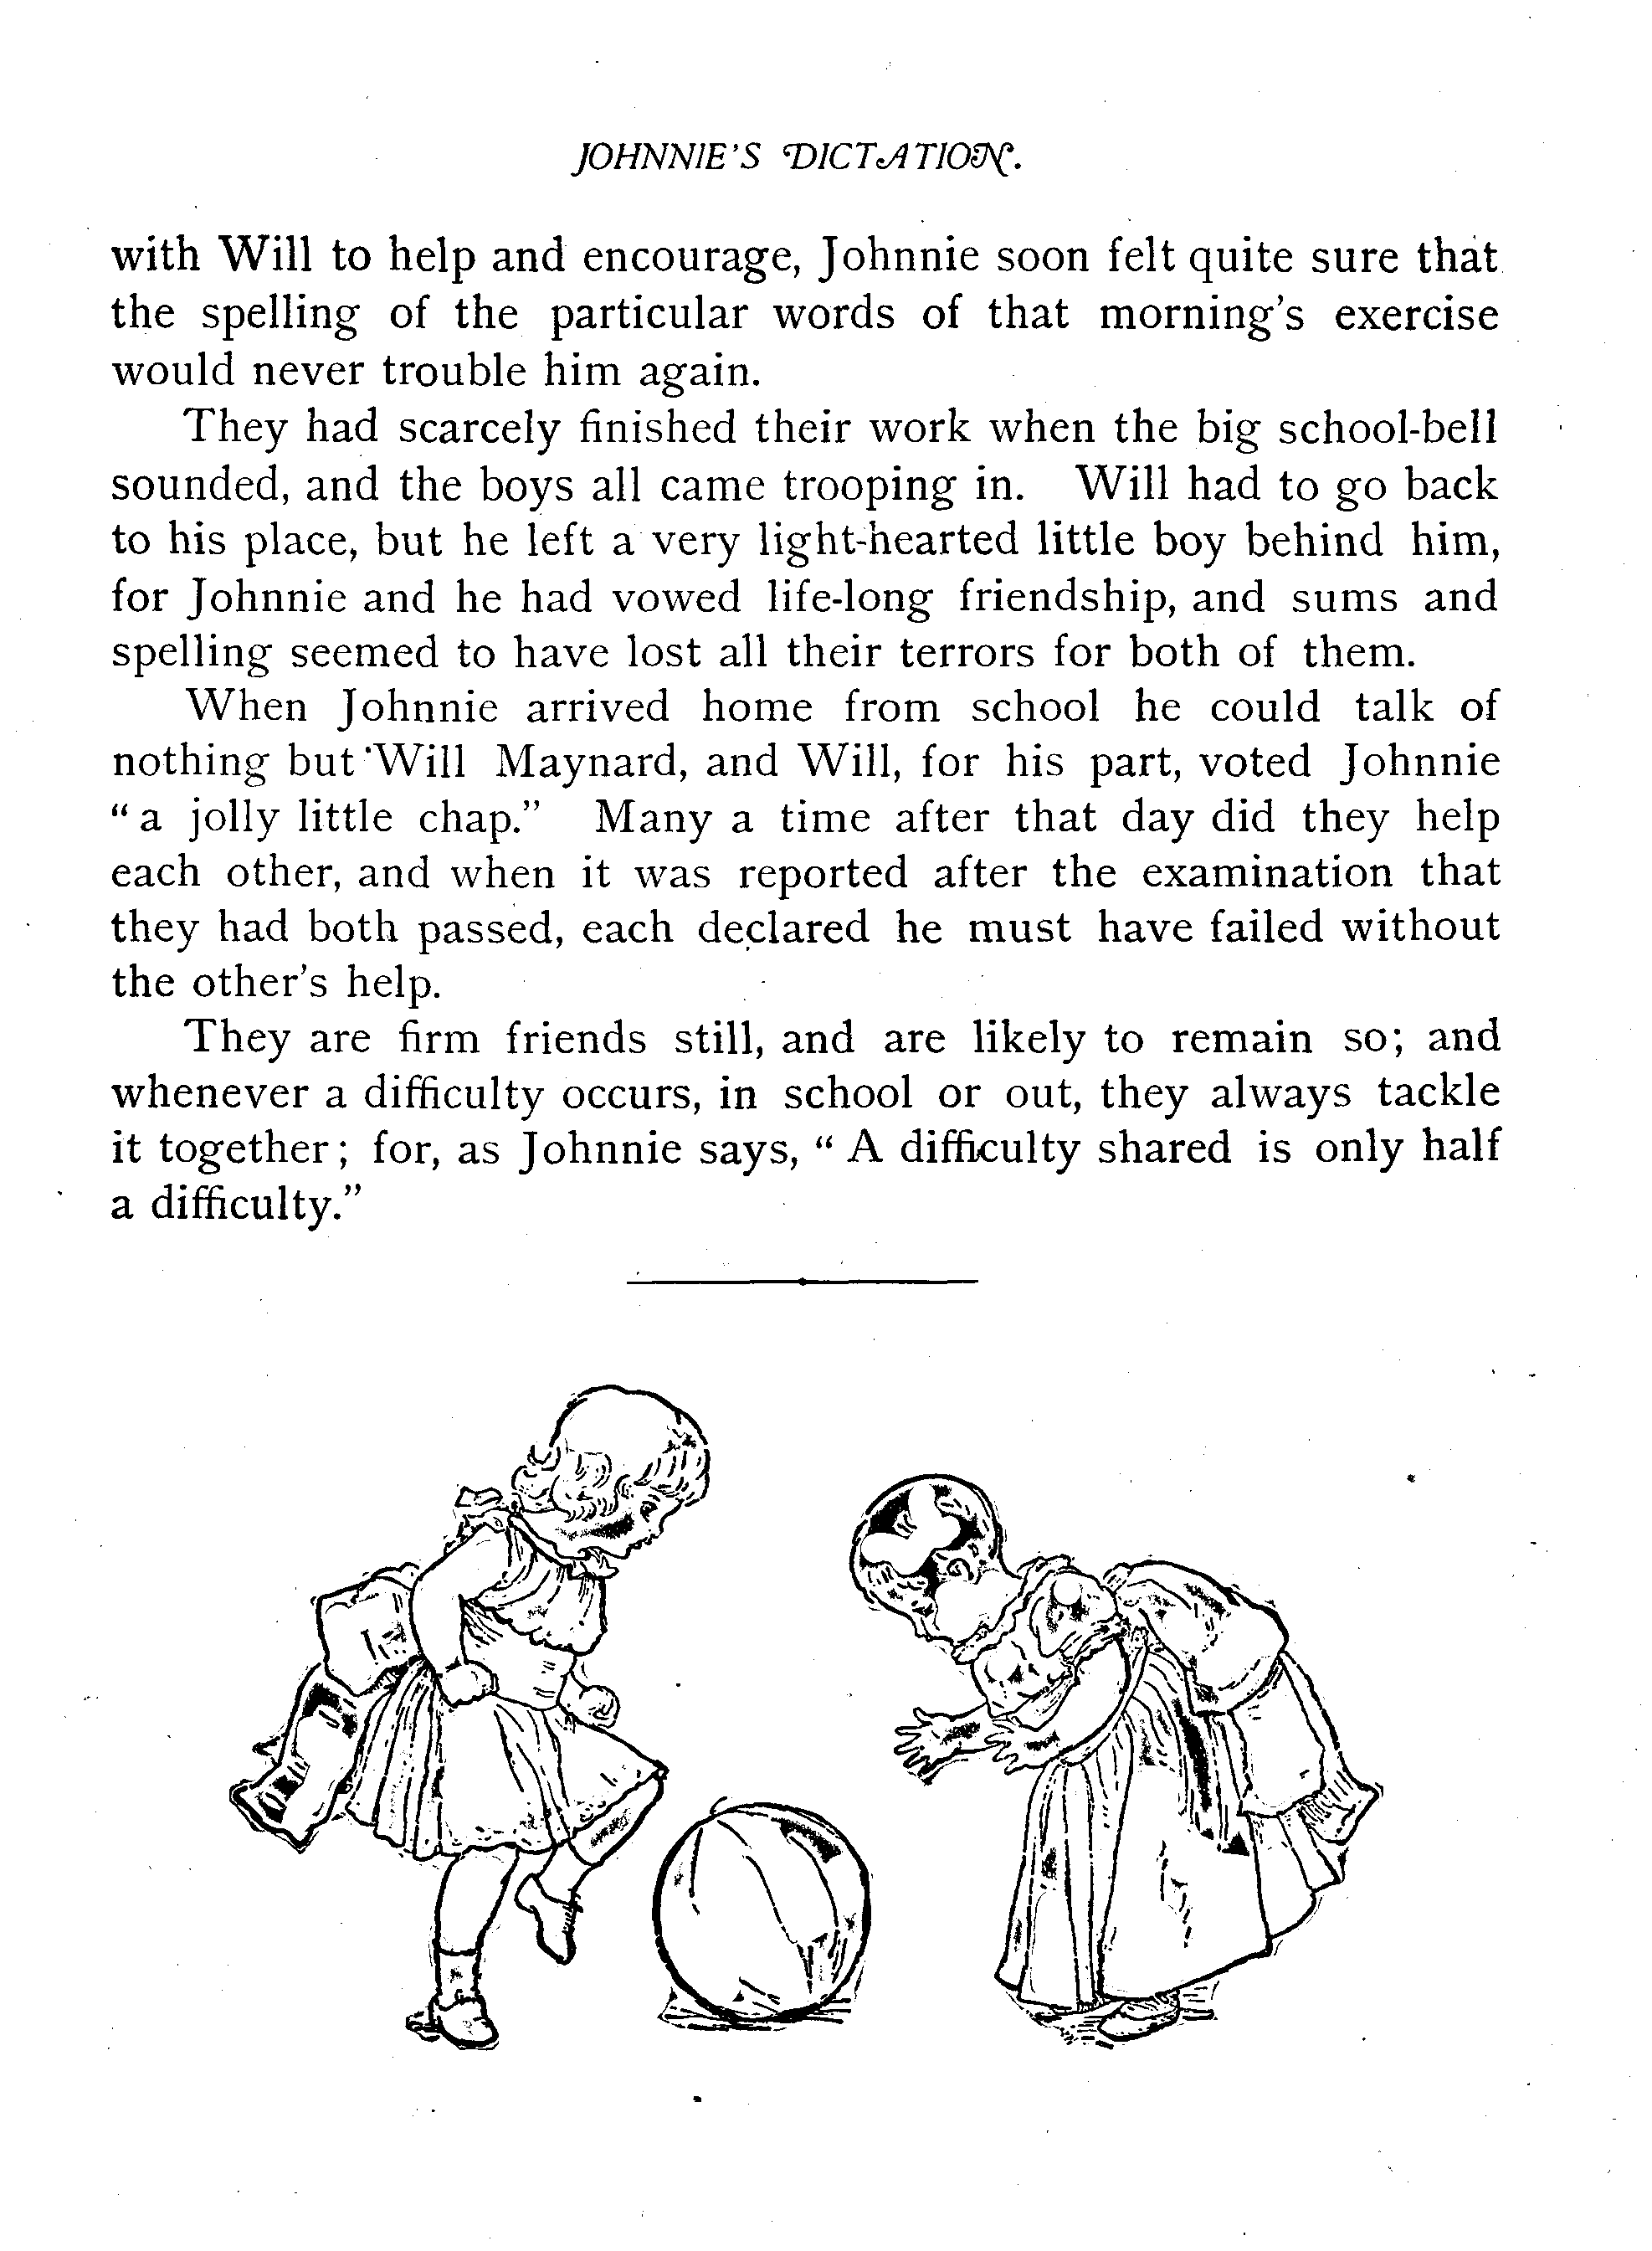 JOHNNIE'S DICTATION.
with Will to help and encourage, Johnnie soon felt quite sure that
the spelling of the particular words of that morning's exercise
would never trouble him again.
They had scarcely finished their work when the big school-bell
sounded, and the boys all came trooping in. Will had to go back
to his place, but he left a very light-hearted little boy behind him,
for Johnnie and he had vowed life-long friendship, and sums and
spelling seemed to have lost all their terrors for both of them.
When Johnnie arrived home from school he could talk of
nothing but Will Maynard, and Will, for his part, voted Johnnie
“a jolly little chap.” Many a time after that day did they help
each other, and when it was reported after the examination that
they had both passed, each declared he must have failed without
the other's help.
They are firm friends still, and are likely to remain so; and
whenever a difficulty occurs, in school or out, they always tackle
it together; for, as Johnnie says, “A difficulty shared is only half
a difficulty.”